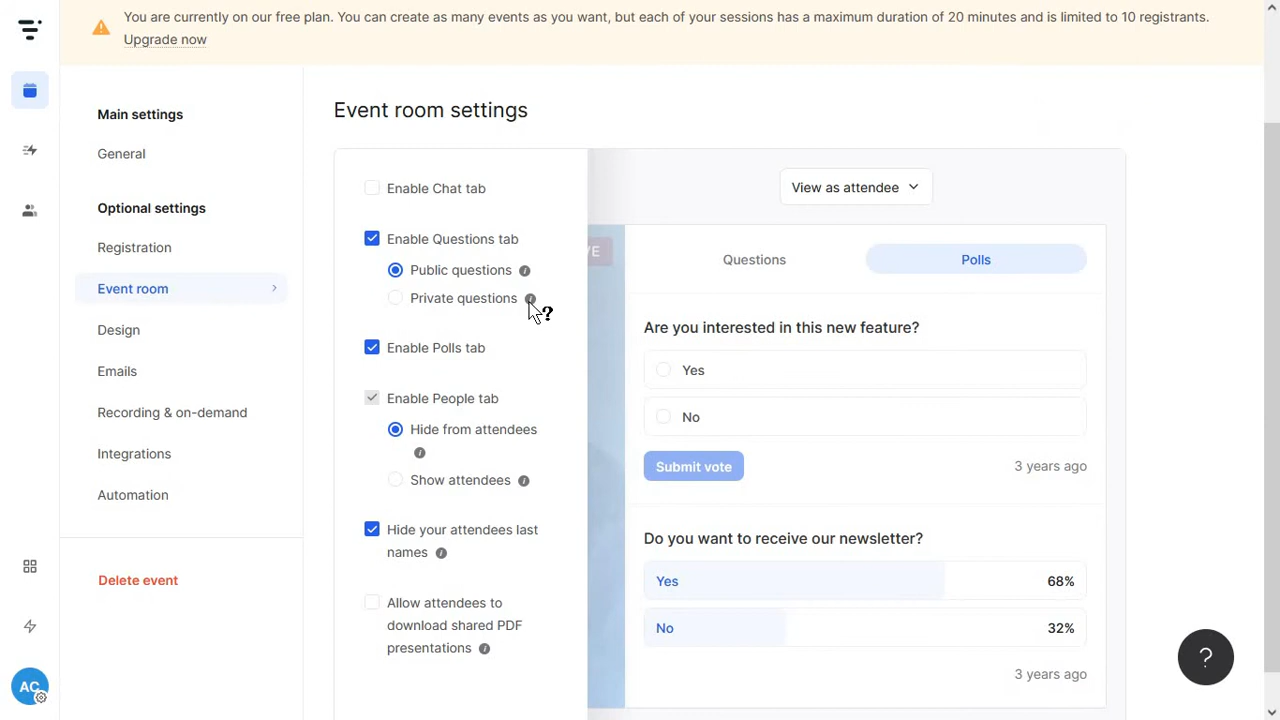 You are currently on our free plan. You can create as many events as you want, but each of your sessions has a maximum duration of 20 minutes and is limited to 10 registrants.
Upgrade now
Main settings
General
Optional settings
Registration
Event room
Design
Emails
Recording & on-demand
Integrations
Automation
Delete event
AC
Event room settings
Enable Chat tab
Enable Questions tab
Public questions
Private questions
Enable Polls tab
Enable People tab
Hide from attendees
Show attendees
Hide your attendees last
names
Allow attendees to
download shared PDF
presentations
View as attendee
VE
Questions
Polls
Are you interested in this new feature?
Yes
No
Submit vote
3 years ago
Do you want to receive our newsletter?
Yes
68%
No
32%
3 years ago
?